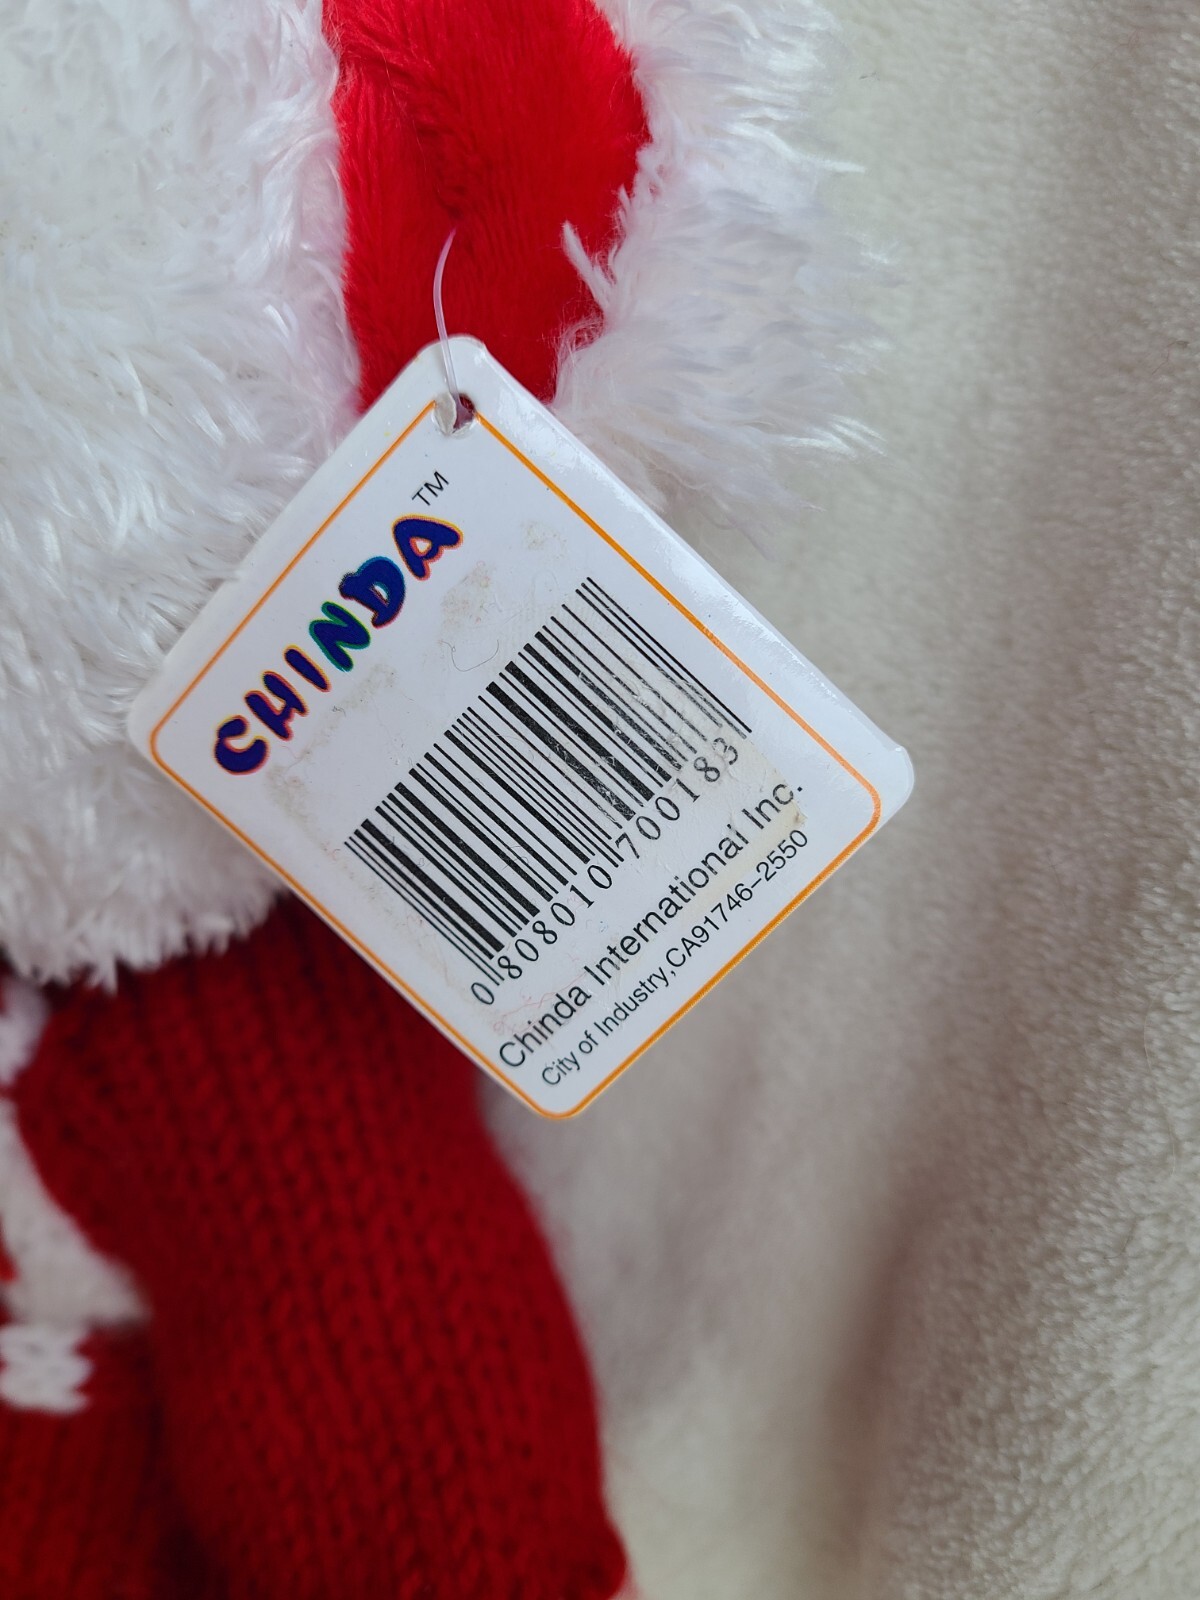 CHINDA™
0 808010 700183
Chinda International Inc.
City of Industry,CA91746-2550